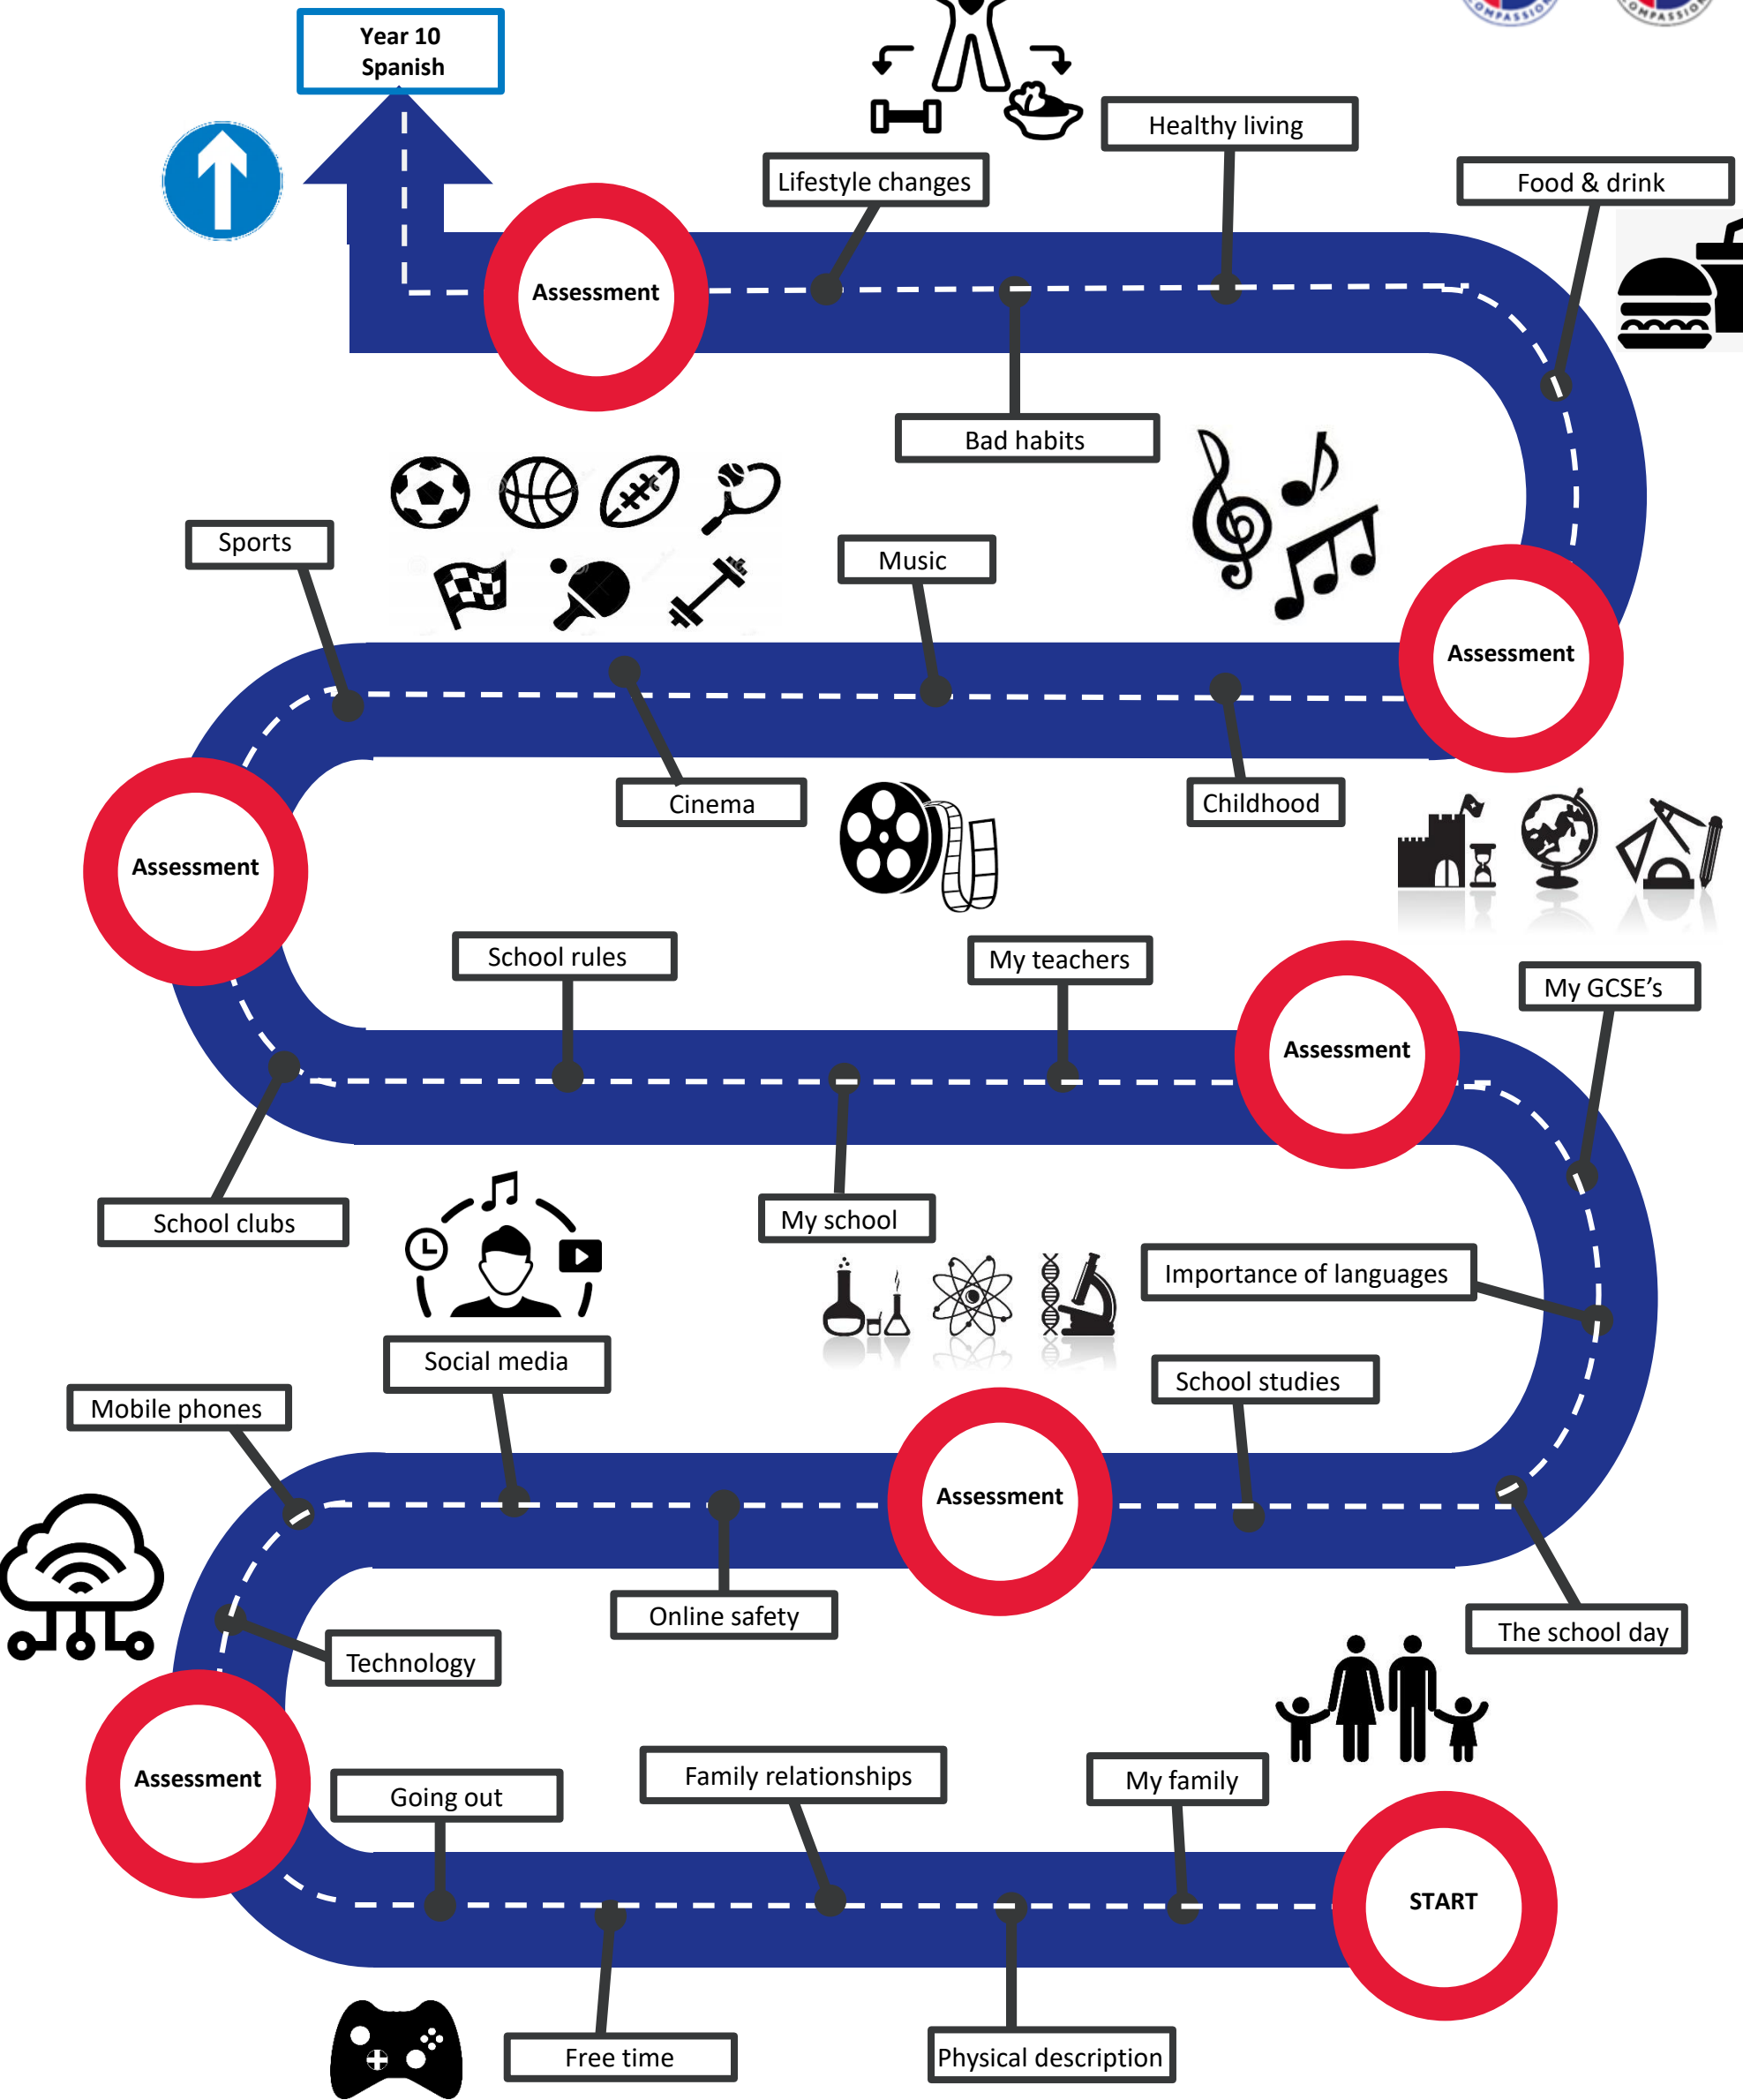 COMPASSION
COMPASSION
Year 10
Spanish
Healthy living
Lifestyle changes
Food & drink
Assessment
Bad habits
Sports
Music
Assessment
Cinema
Childhood
Assessment
School rules
My teachers
My GCSE's
Assessment
School clubs
My school
Importance of languages
Social media
School studies
Mobile phones
Assessment
Online safety
The school day
Technology
Assessment
Going out
Family relationships
My family
START
Free time
Physical description